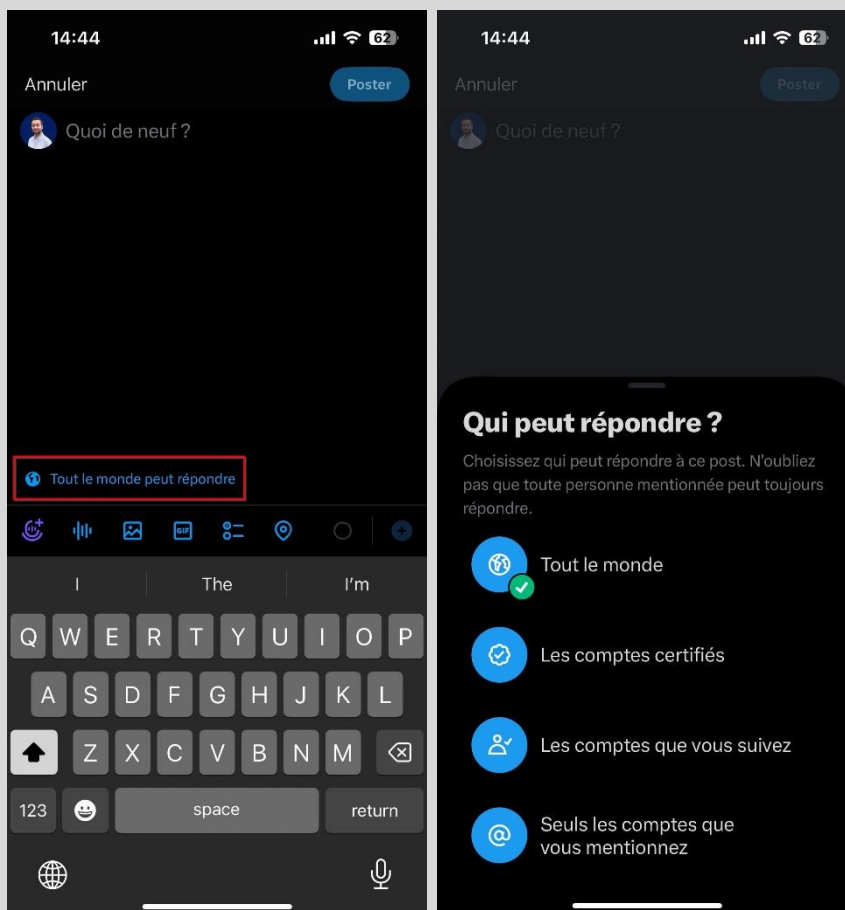 14:44
62
Annuler
Poster
Quoi de neuf ?
Tout le monde peut répondre
GIF
I
The
I'm
Q W E R T Y U I O P
A S D F G H J K L
Z X C V B N M
123
space
return
14:44
62
Annuler
Poster
Quoi de neuf ?
Qui peut répondre ?
Choisissez qui peut répondre à ce post. N'oubliez
pas que toute personne mentionnée peut toujours
répondre.
Tout le monde
Les comptes certifiés
Les comptes que vous suivez
@
Seuls les comptes que
vous mentionnez